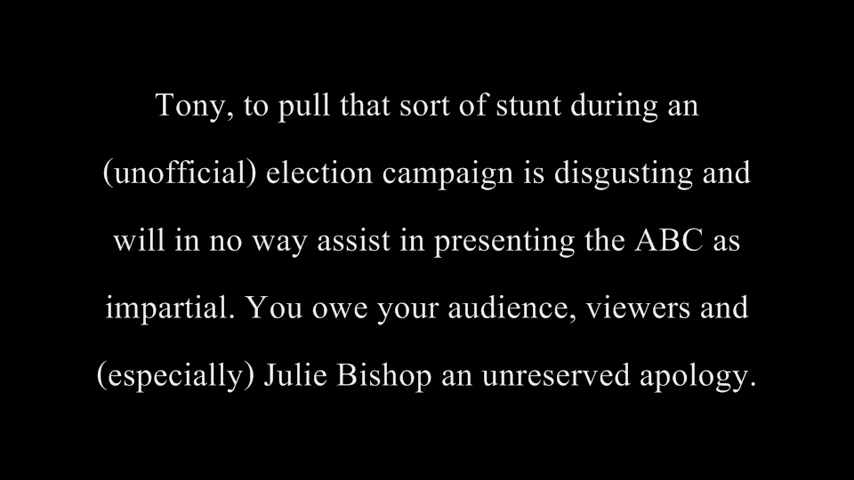 Tony, to pull that sort of stunt during an
(unofficial) election campaign is disgusting and
will in no way assist in presenting the ABC as
impartial. You owe your audience, viewers and
(especially) Julie Bishop an unreserved apology.